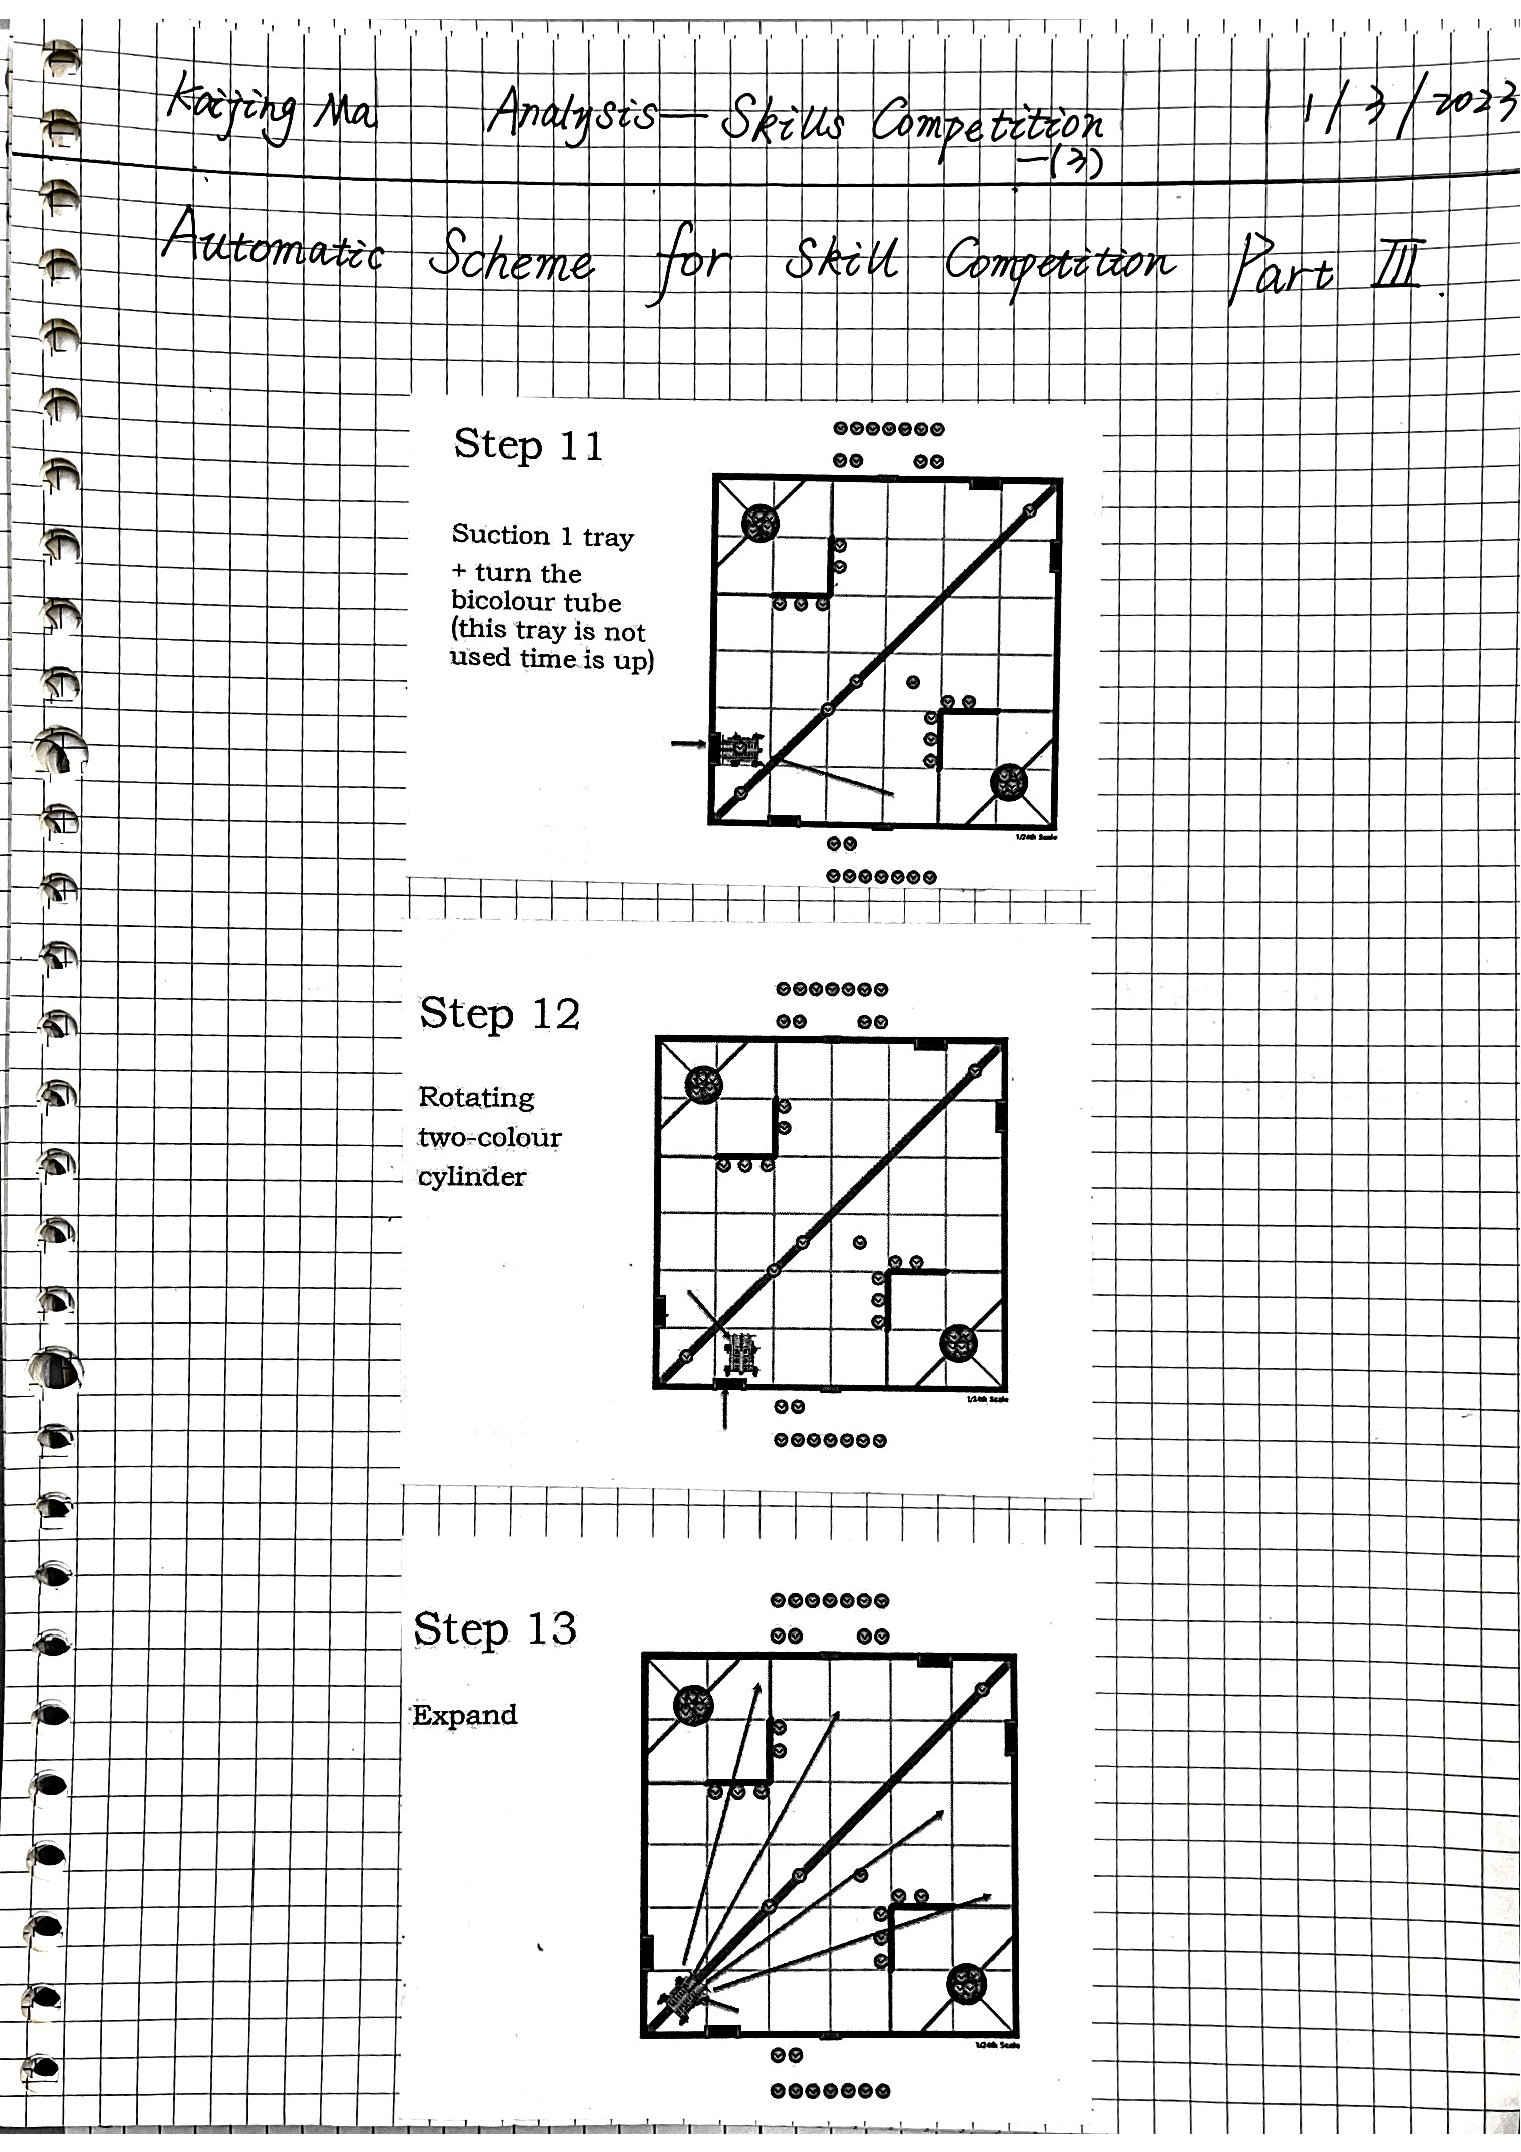 Kaijing Ma Analysis—Skills Competition 1/3/2023
—(3)
Automatic Scheme for Skill Competition Part III.
Step 11
Suction 1 tray
+ turn the
bicolour tube
(this tray is not
used time is up)
1/24th Scale
Step 12
Rotating
two-colour
cylinder
1/24th Scale
Step 13
Expand
1/24th Scale